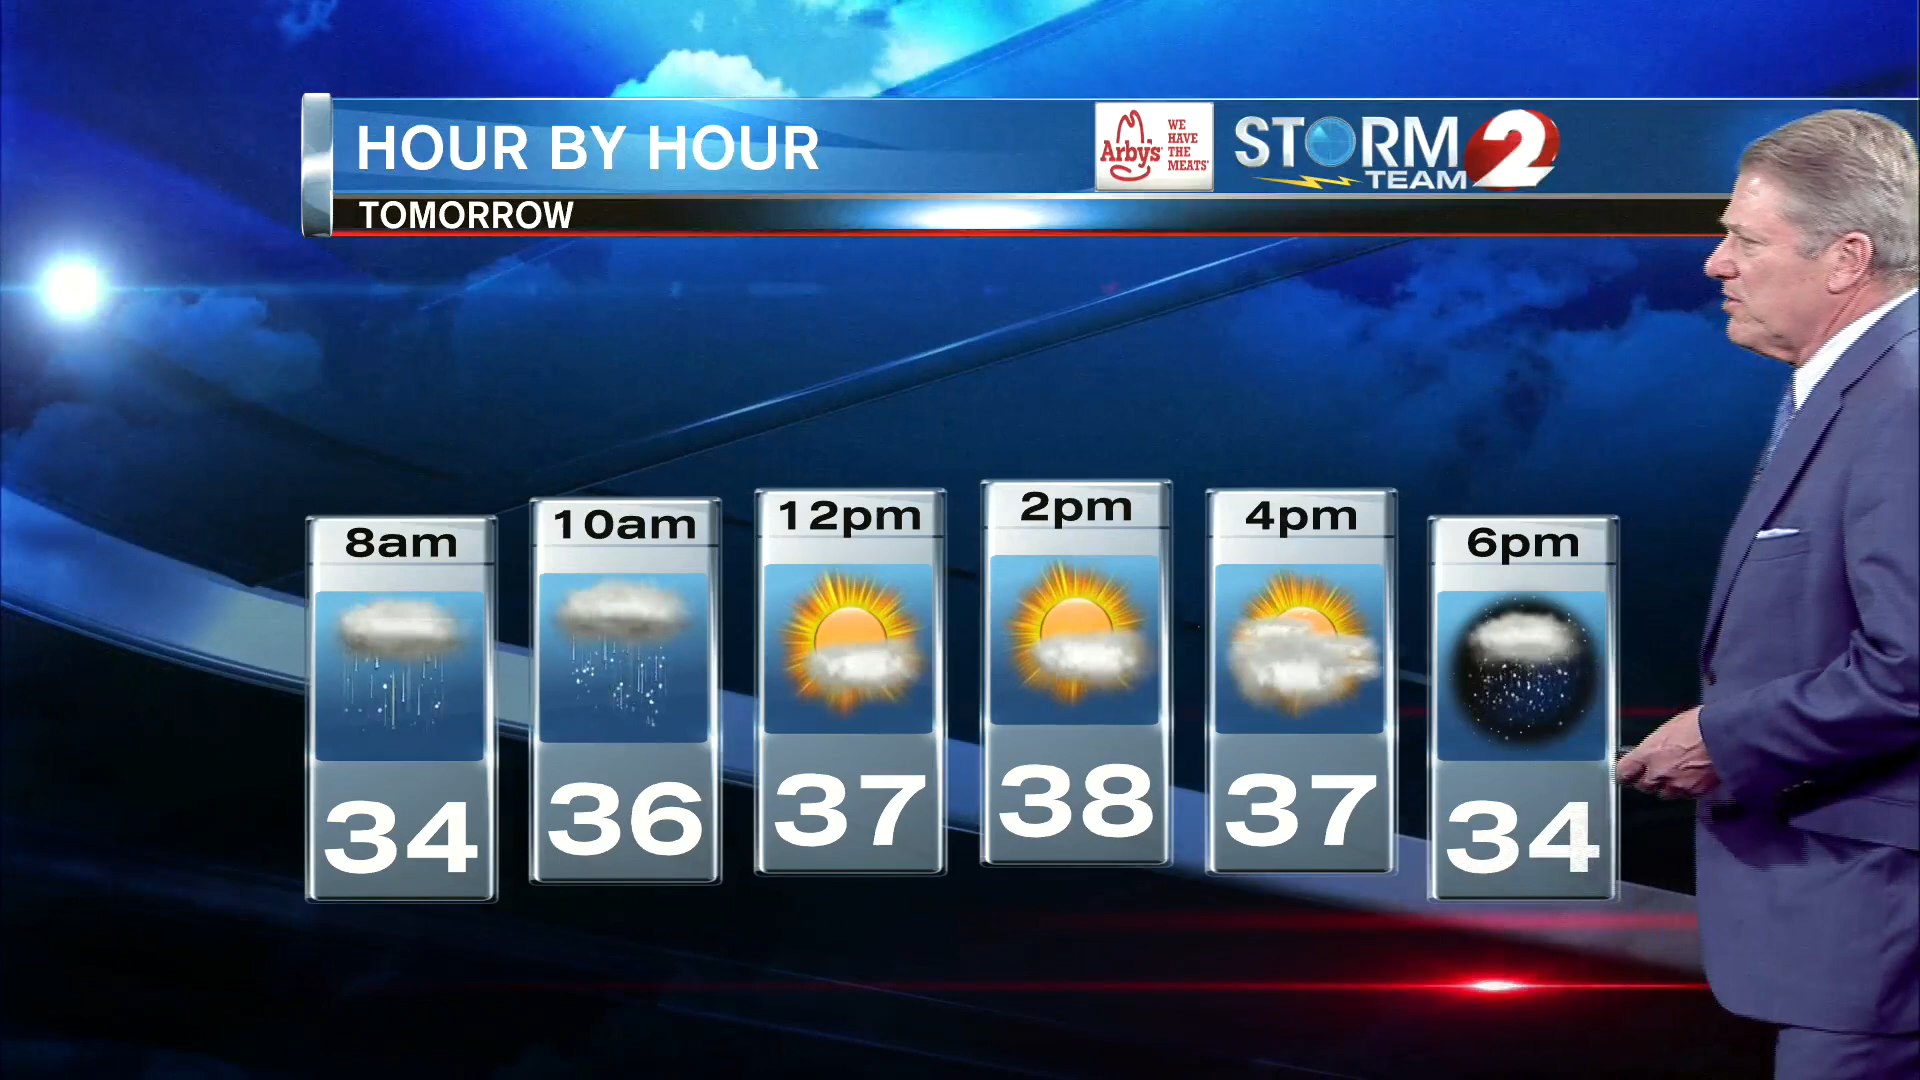 HOUR BY HOUR
Arby's
WE
HAVE
THE
MEATS
STORM
TEAM 2
TOMORROW
8am
10am
12pm
2pm
4pm
6pm
34
36
37
38
37
34